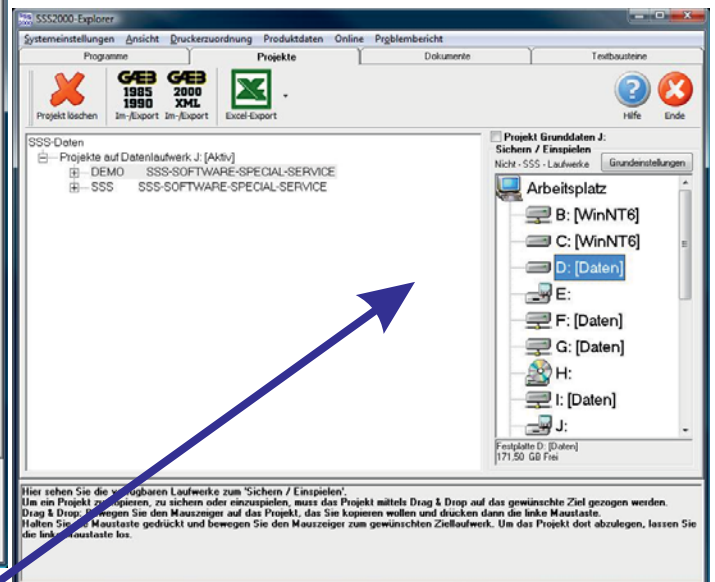 SSS2000-Explorer
Systemeinstellungen Ansicht Druckerzuordnung Produktdaten Online Problembericht
Programme Projekte Dokumente Textbausteine
GAEB GAEB
1985 2000
1990 XML
Projekt löschen Im-/Export Im-/Export Excel-Export Hilfe Ende
SSS-Daten
Projekte auf Datenlaufwerk J: [Aktiv]
DEMO SSS-SOFTWARE-SPECIAL-SERVICE
SSS SSS-SOFTWARE-SPECIAL-SERVICE
Projekt Grunddaten J:
Sichern / Einspielen
Nicht - SSS - Laufwerke Grundeinstellungen
Arbeitsplatz
B: [WinNT6]
C: [WinNT6]
D: [Daten]
E:
F: [Daten]
G: [Daten]
H:
I: [Daten]
J:
Festplatte D: [Daten]
171,50 GB Frei
Hier sehen Sie die verfügbaren Laufwerke zum 'Sichern / Einspielen'.
Um ein Projekt zu kopieren, zu sichern oder einzuspielen, muss das Projekt mittels Drag & Drop auf das gewünschte Ziel gezogen werden.
Drag & Drop: Bewegen Sie den Mauszeiger auf das Projekt, das Sie kopieren wollen und drücken dann die linke Maustaste.
Halten Sie die Maustaste gedrückt und bewegen Sie den Mauszeiger zum gewünschten Ziellaufwerk. Um das Projekt dort abzulegen, lassen Sie
die linke Maustaste los.